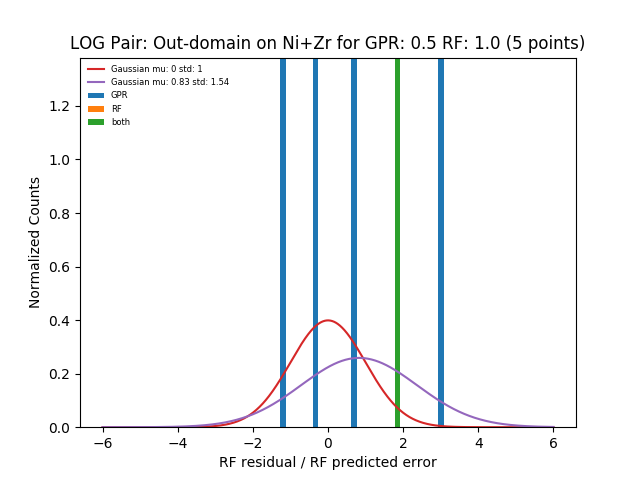 LOG Pair: Out-domain on Ni+Zr for GPR: 0.5 RF: 1.0 (5 points)
Gaussian mu: 0 std: 1
Gaussian mu: 0.83 std: 1.54
GPR
RF
both
Normalized Counts
1.2
1.0
0.8
0.6
0.4
0.2
0.0
−6 −4 −2 0 2 4 6
RF residual / RF predicted error